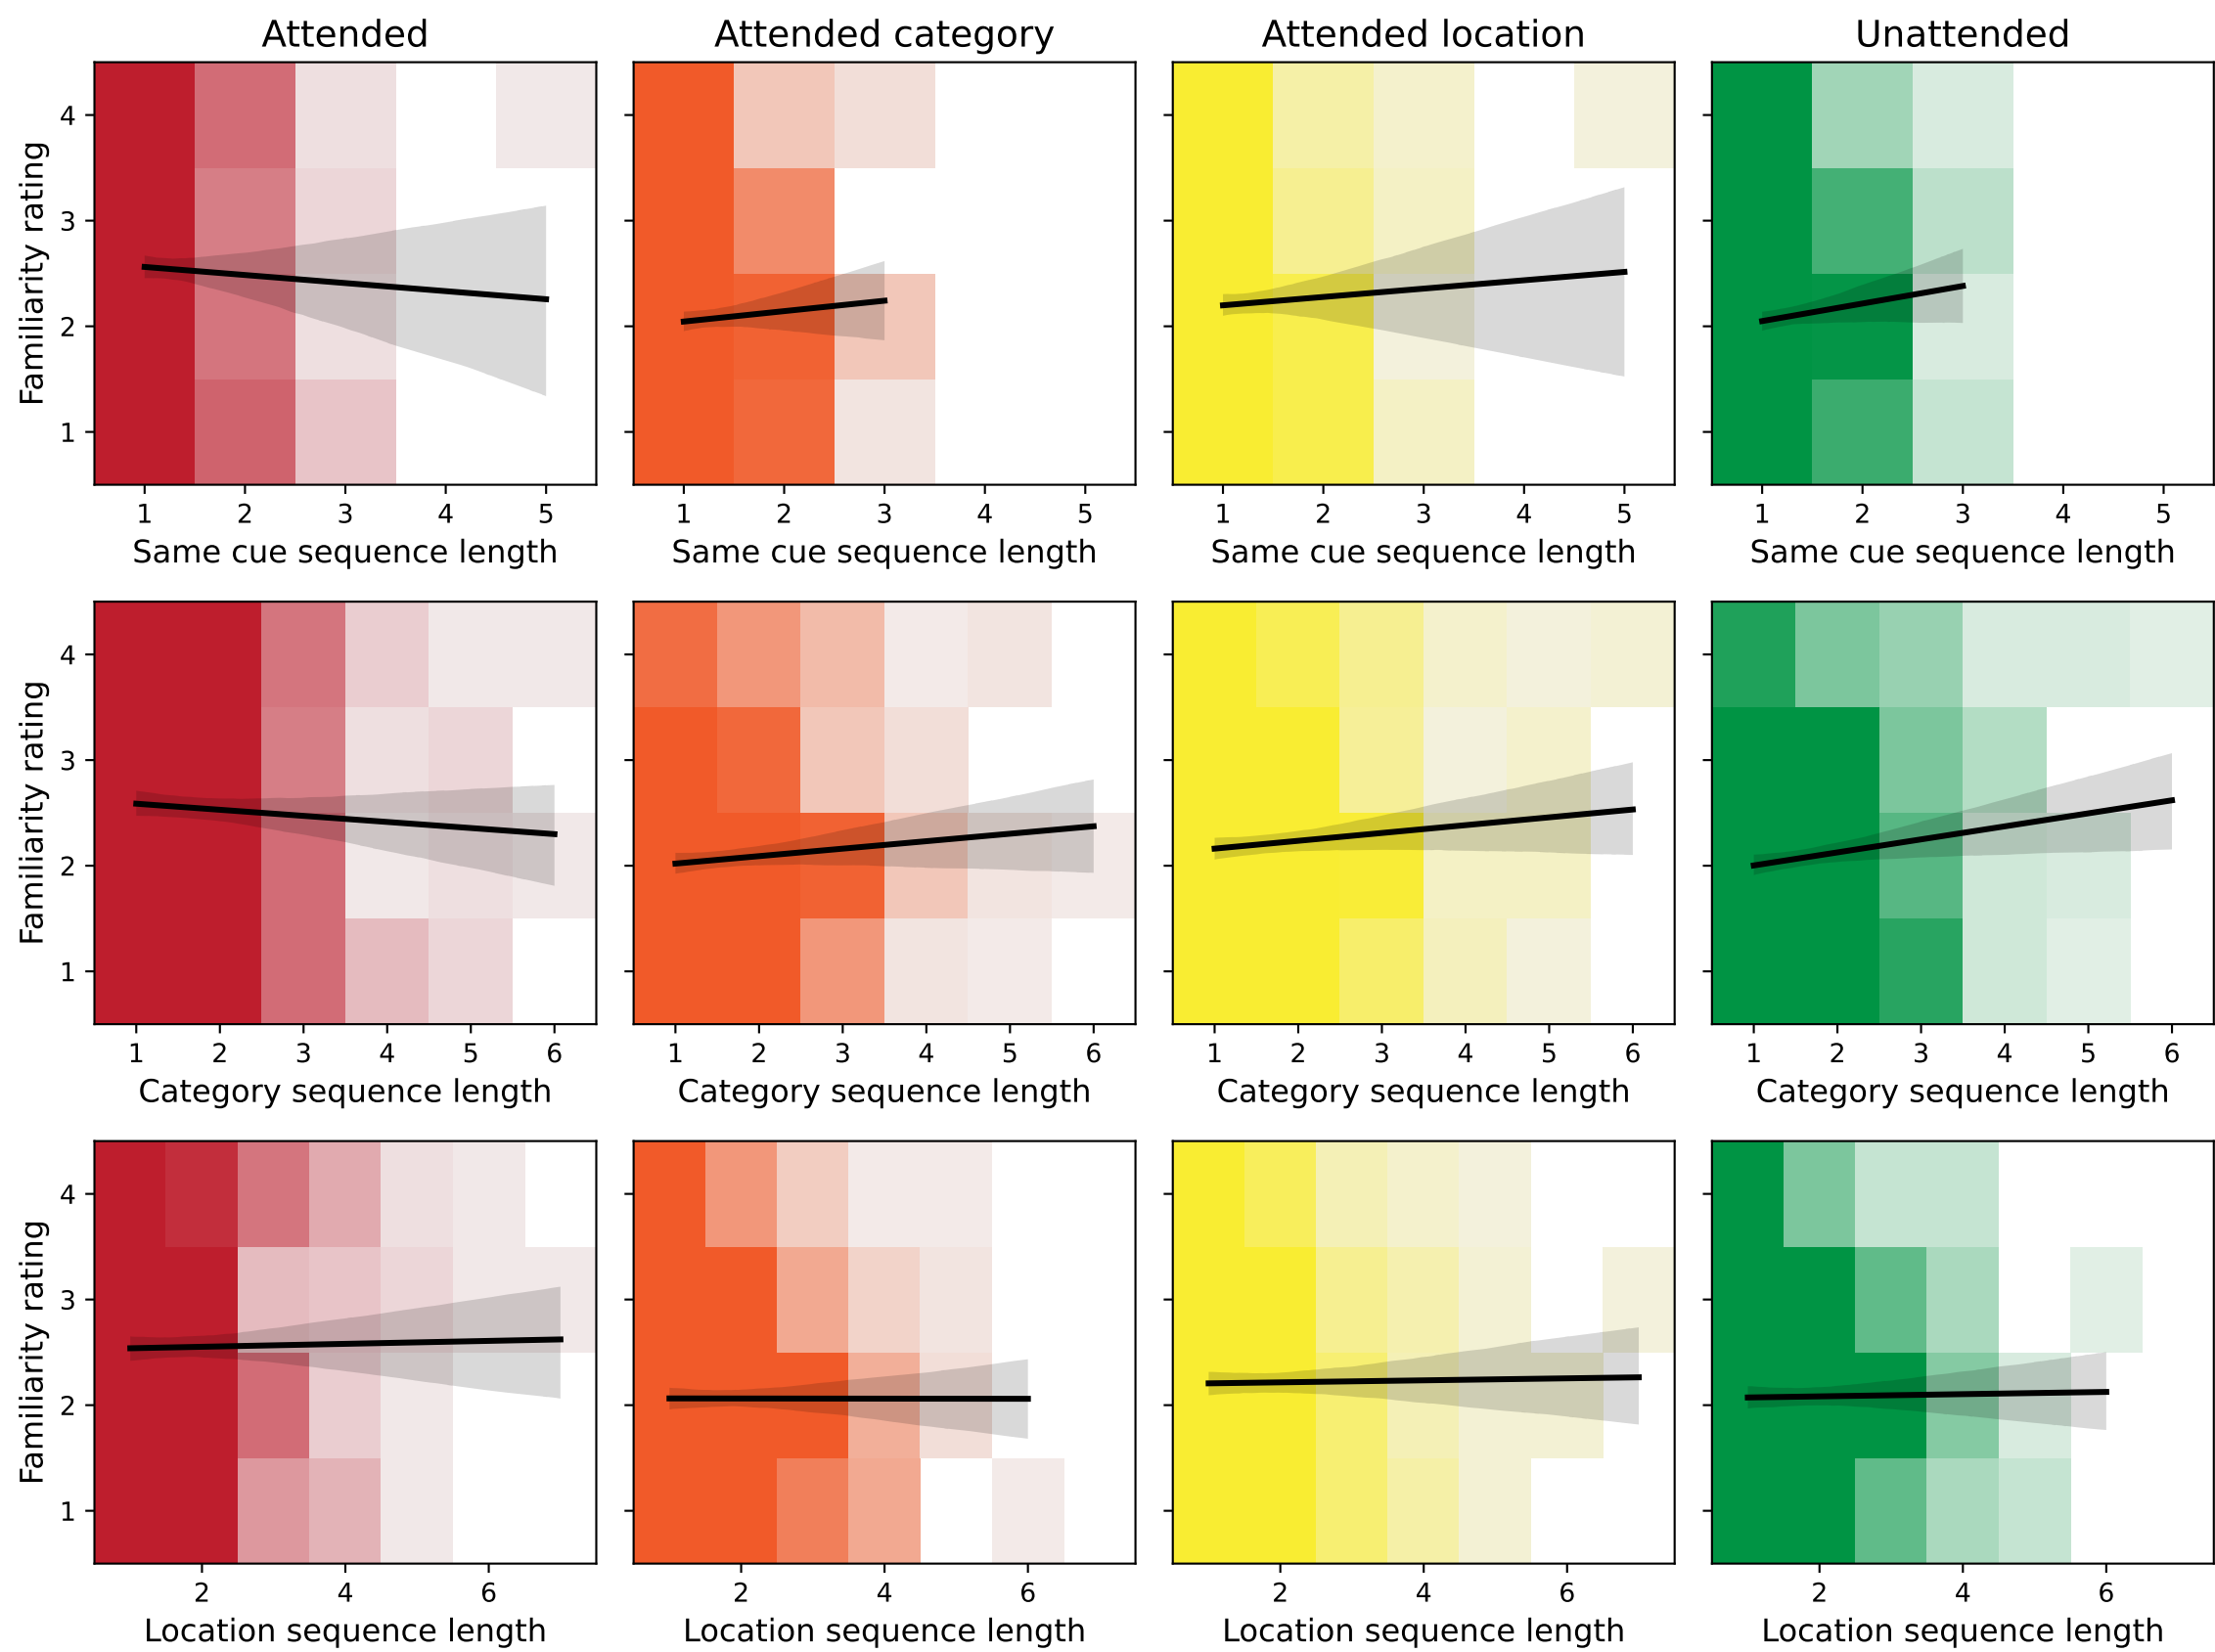 Attended Attended category Attended location Unattended
Familiarity rating
4
3
2
1
1 2 3 4 5 1 2 3 4 5 1 2 3 4 5 1 2 3 4 5
Same cue sequence length Same cue sequence length Same cue sequence length Same cue sequence length
Familiarity rating
4
3
2
1
1 2 3 4 5 6 1 2 3 4 5 6 1 2 3 4 5 6 1 2 3 4 5 6
Category sequence length Category sequence length Category sequence length Category sequence length
Familiarity rating
4
3
2
1
2 4 6 2 4 6 2 4 6 2 4 6
Location sequence length Location sequence length Location sequence length Location sequence length